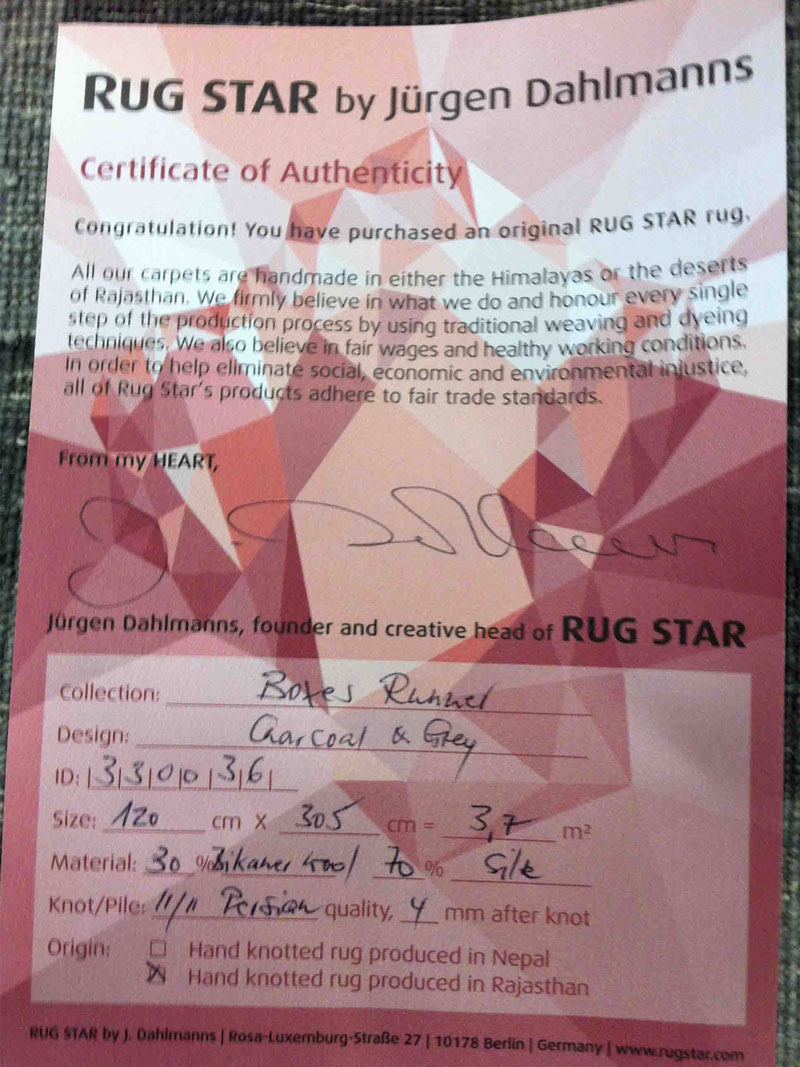 RUG STAR by Jürgen Dahlmanns
Certificate of Authenticity
Congratulation! You have purchased an original RUG STAR rug.
All our carpets are handmade in either the Himalayas or the deserts
of Rajasthan. We firmly believe in what we do and honour every single
step of the production process by using traditional weaving and dyeing
techniques. We also believe in fair wages and healthy working conditions.
In order to help eliminate social, economic and environmental injustice,
all of Rug Star's products adhere to fair trade standards.
From my HEART,
J. Dahlmanns
Jürgen Dahlmanns, founder and creative head of RUG STAR
Collection: Boxes Runner
Design: Charcoal & Grey
ID: |3|3|0|0|3|6|
Size: 120 cm X 305 cm = 3,7 m²
Material: 30 % Bikaner wool 70 % Silk
Knot/Pile: 11/11 Persian quality, 4 mm after knot
Origin: Hand knotted rug produced in Nepal
Hand knotted rug produced in Rajasthan
RUG STAR by J. Dahlmanns | Rosa-Luxemburg-Straße 27 | 10178 Berlin | Germany | www.rugstar.com